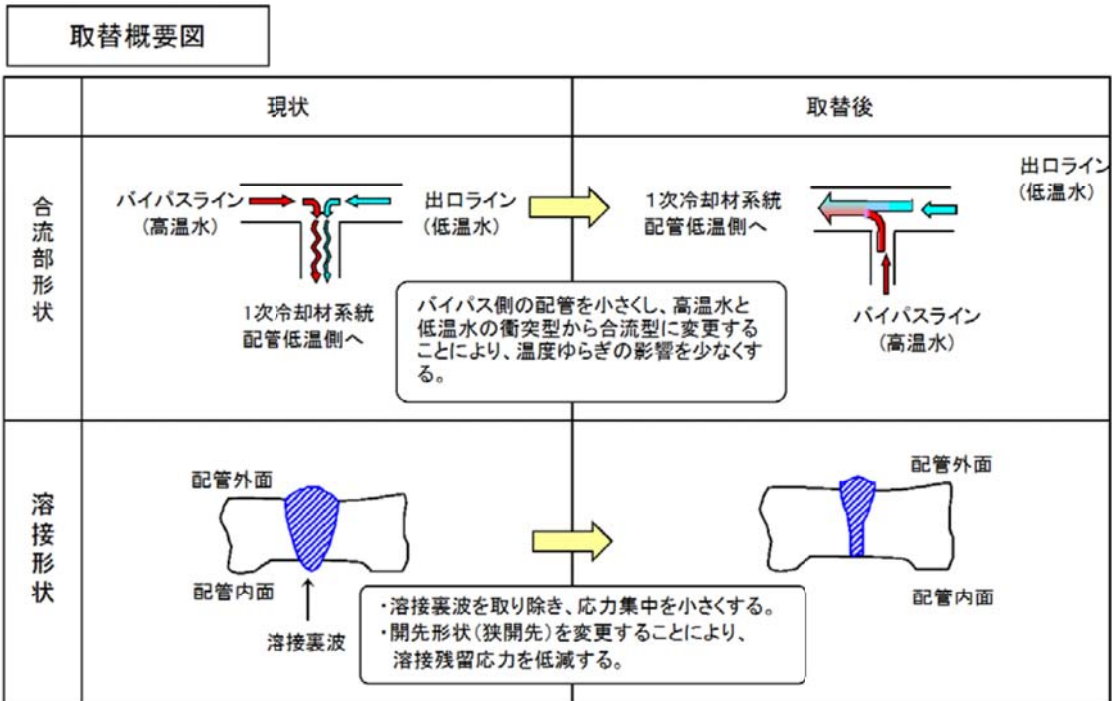 取替概要図
現状
取替後
合流部形状
バイパスライン
(高温水)
出口ライン
(低温水)
1次冷却材系統
配管低温側へ
1次冷却材系統
配管低温側へ
出口ライン
(低温水)
バイパスライン
(高温水)
バイパス側の配管を小さくし、高温水と
低温水の衝突型から合流型に変更する
ことにより、温度ゆらぎの影響を少なくす
る。
溶接形状
配管外面
配管内面
溶接裏波
配管外面
配管内面
・溶接裏波を取り除き、応力集中を小さくする。
・開先形状(狭開先)を変更することにより、
溶接残留応力を低減する。